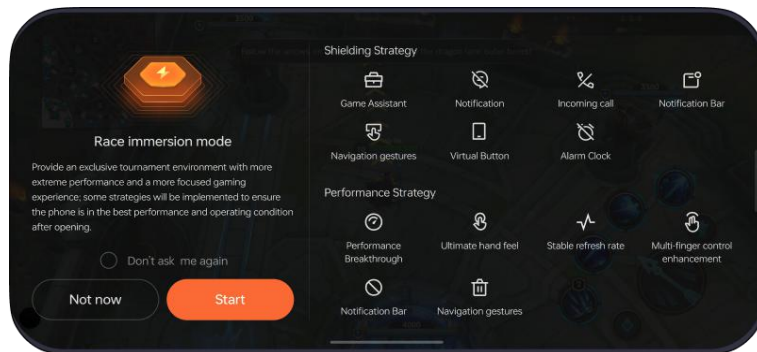 Race immersion mode
Provide an exclusive tournament environment with more
extreme performance and a more focused gaming
experience; some strategies will be implemented to ensure
the phone is in the best performance and operating condition
after opening.
Don't ask me again
Not now
Start
Shielding Strategy
Game Assistant
Notification
Incoming call
Notification Bar
Navigation gestures
Virtual Button
Alarm Clock
Performance Strategy
Performance
Breakthrough
Ultimate hand feel
Stable refresh rate
Multi-finger control
enhancement
Notification Bar
Navigation gestures